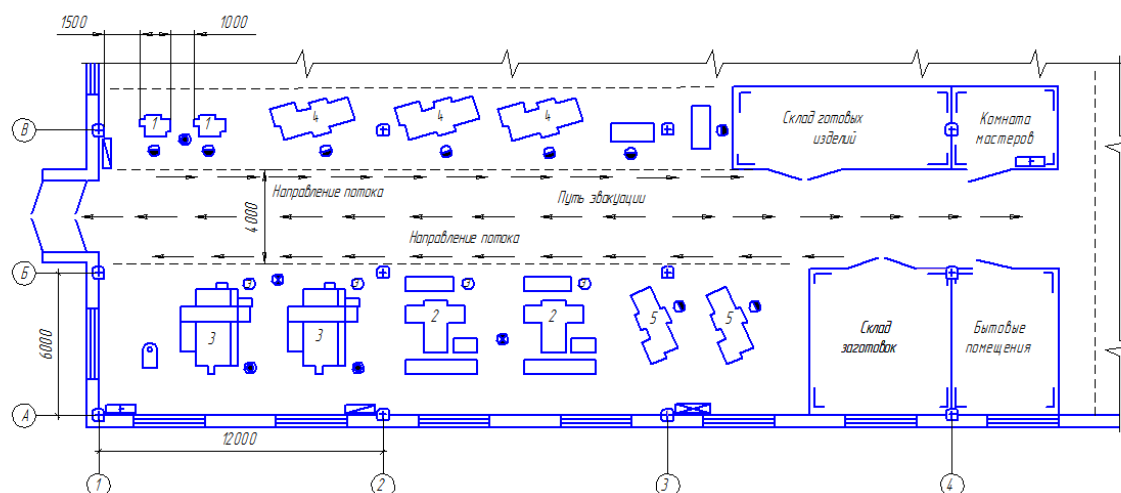 1500
1000
1
1
4
4
4
В
Склад готовых
изделий
Комната
мастеров
Направление потока
Путь эвакуации
4000
Направление потока
Б
6000
3
3
2
2
5
5
Склад
заготовок
Бытовые
помещения
А
12000
1
2
3
4